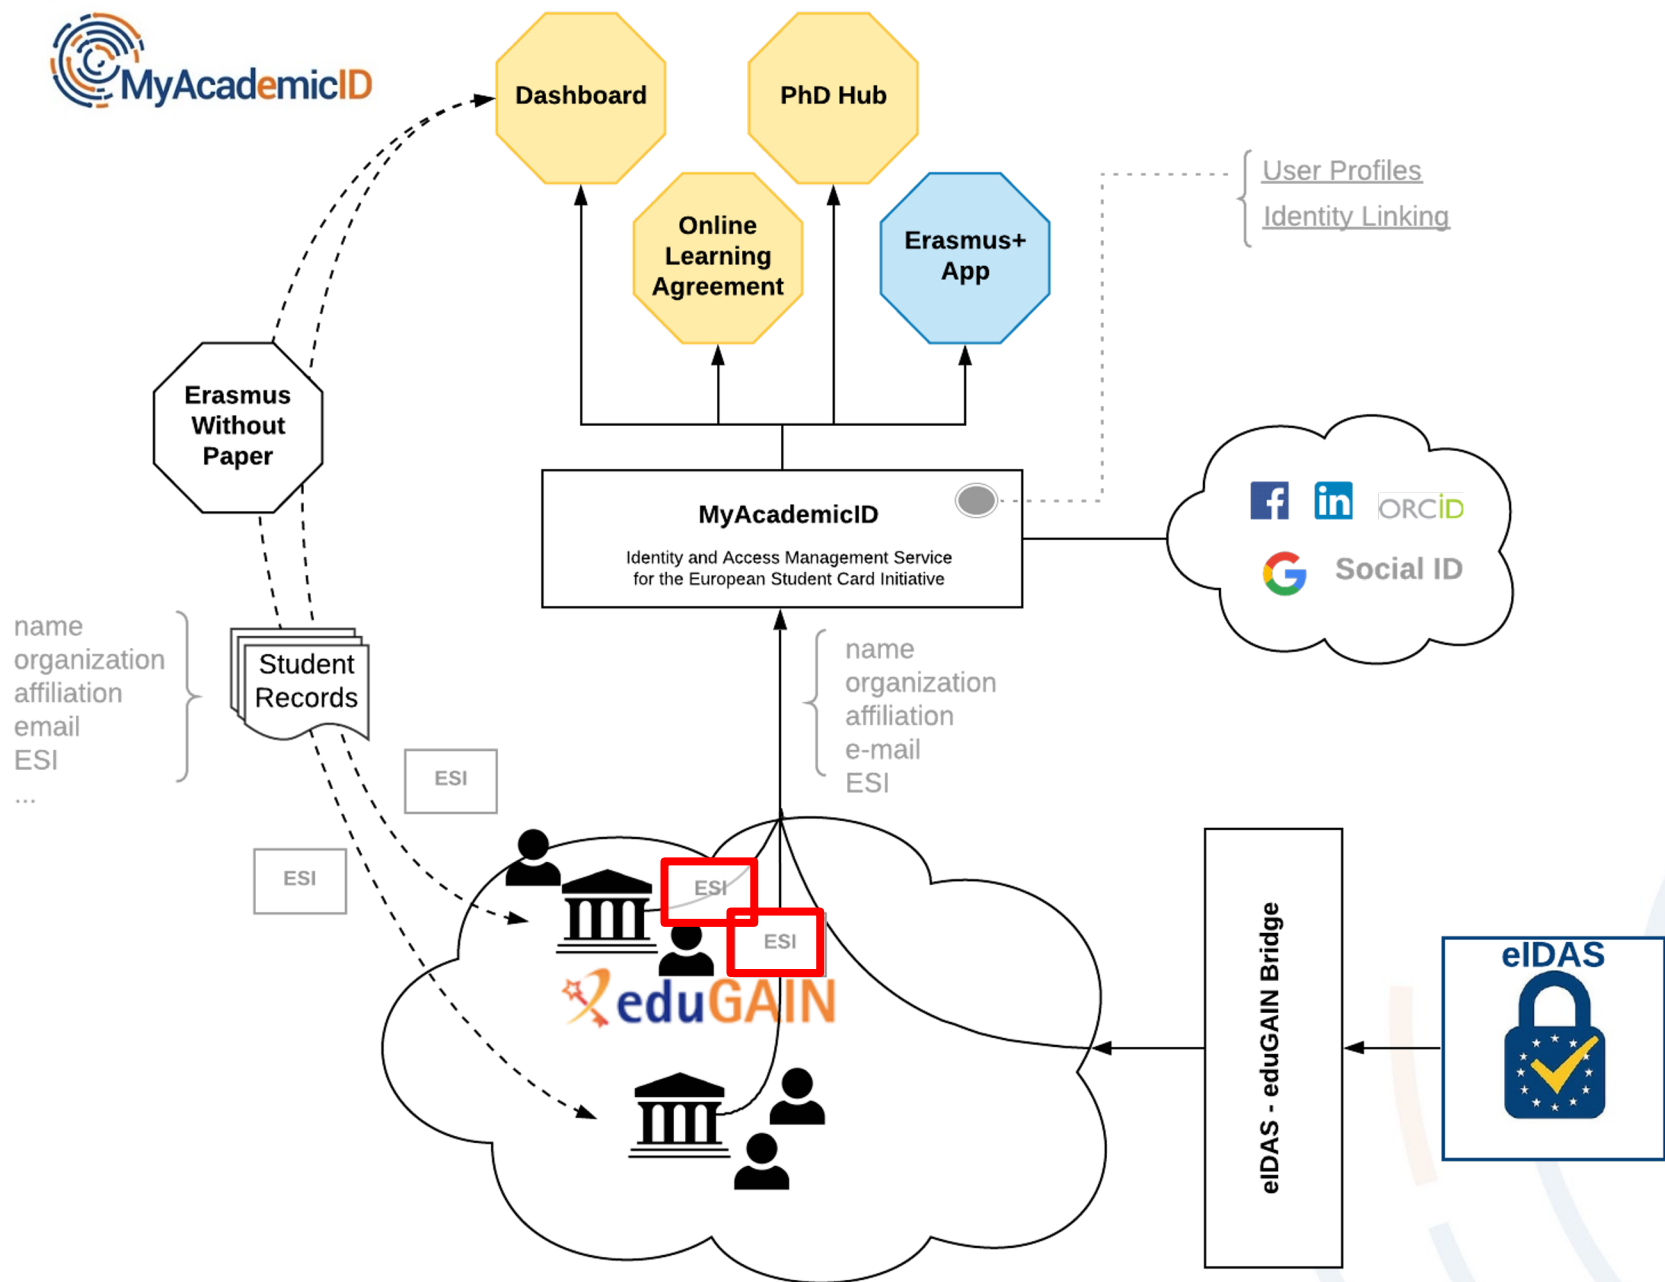 MyAcademicID
Dashboard
PhD Hub
Online
Learning
Agreement
Erasmus+
App
User Profiles
Identity Linking
Erasmus
Without
Paper
MyAcademicID
Identity and Access Management Service
for the European Student Card Initiative
in
ORCiD
Social ID
name
organization
affiliation
email
ESI
...
Student
Records
name
organization
affiliation
e-mail
ESI
ESI
ESI
ESI
ESI
eduGAIN
eIDAS - eduGAIN Bridge
eIDAS